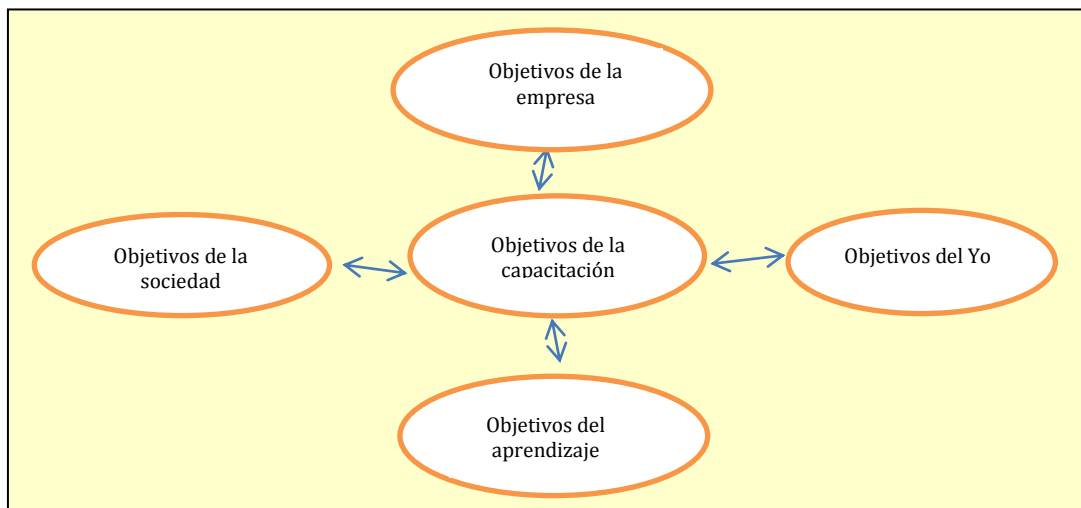 Objetivos de la
empresa
Objetivos de la
sociedad
Objetivos de la
capacitación
Objetivos del Yo
Objetivos del
aprendizaje